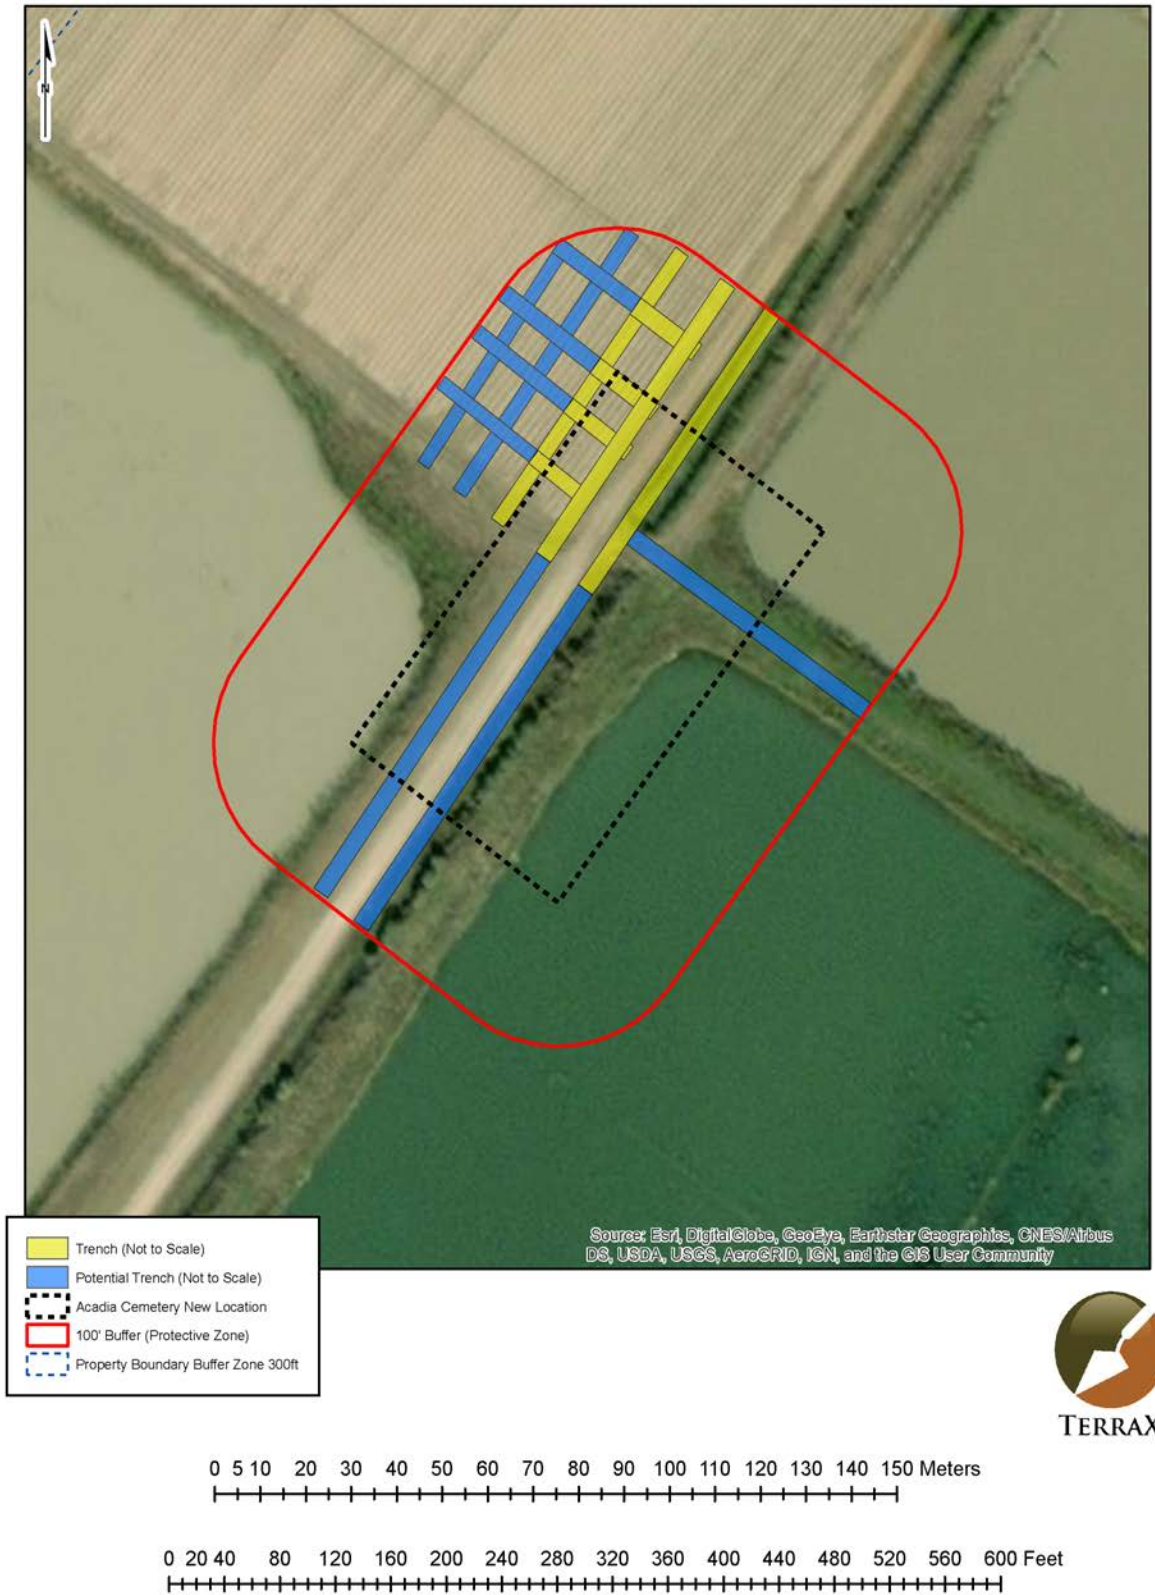 N
Source: Esri, DigitalGlobe, GeoEye, Earthstar Geographics, CNES/Airbus
DS, USDA, USGS, AeroGRID, IGN, and the GIS User Community
Trench (Not to Scale)
Potential Trench (Not to Scale)
Acadia Cemetery New Location
100' Buffer (Protective Zone)
Property Boundary Buffer Zone 300ft
TERRAX
0 5 10 20 30 40 50 60 70 80 90 100 110 120 130 140 150 Meters
0 20 40 80 120 160 200 240 280 320 360 400 440 480 520 560 600 Feet